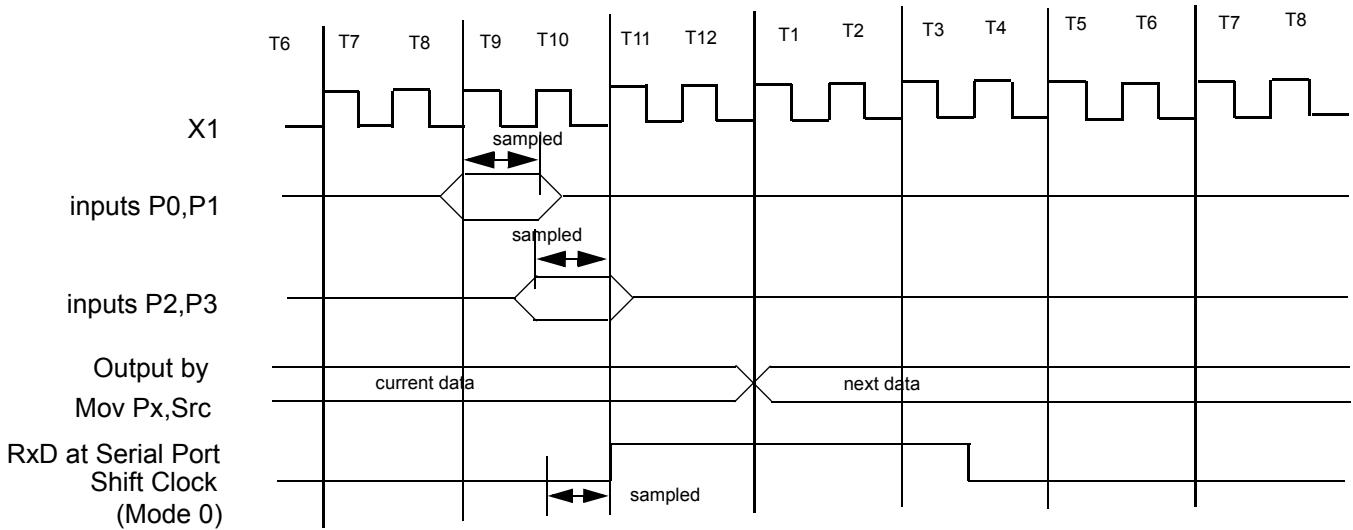 T6 T7 T8 T9 T10 T11 T12 T1 T2 T3 T4 T5 T6 T7 T8
X1
sampled
inputs P0,P1
sampled
inputs P2,P3
Output by
current data next data
Mov Px,Src
RxD at Serial Port
Shift Clock
sampled
(Mode 0)